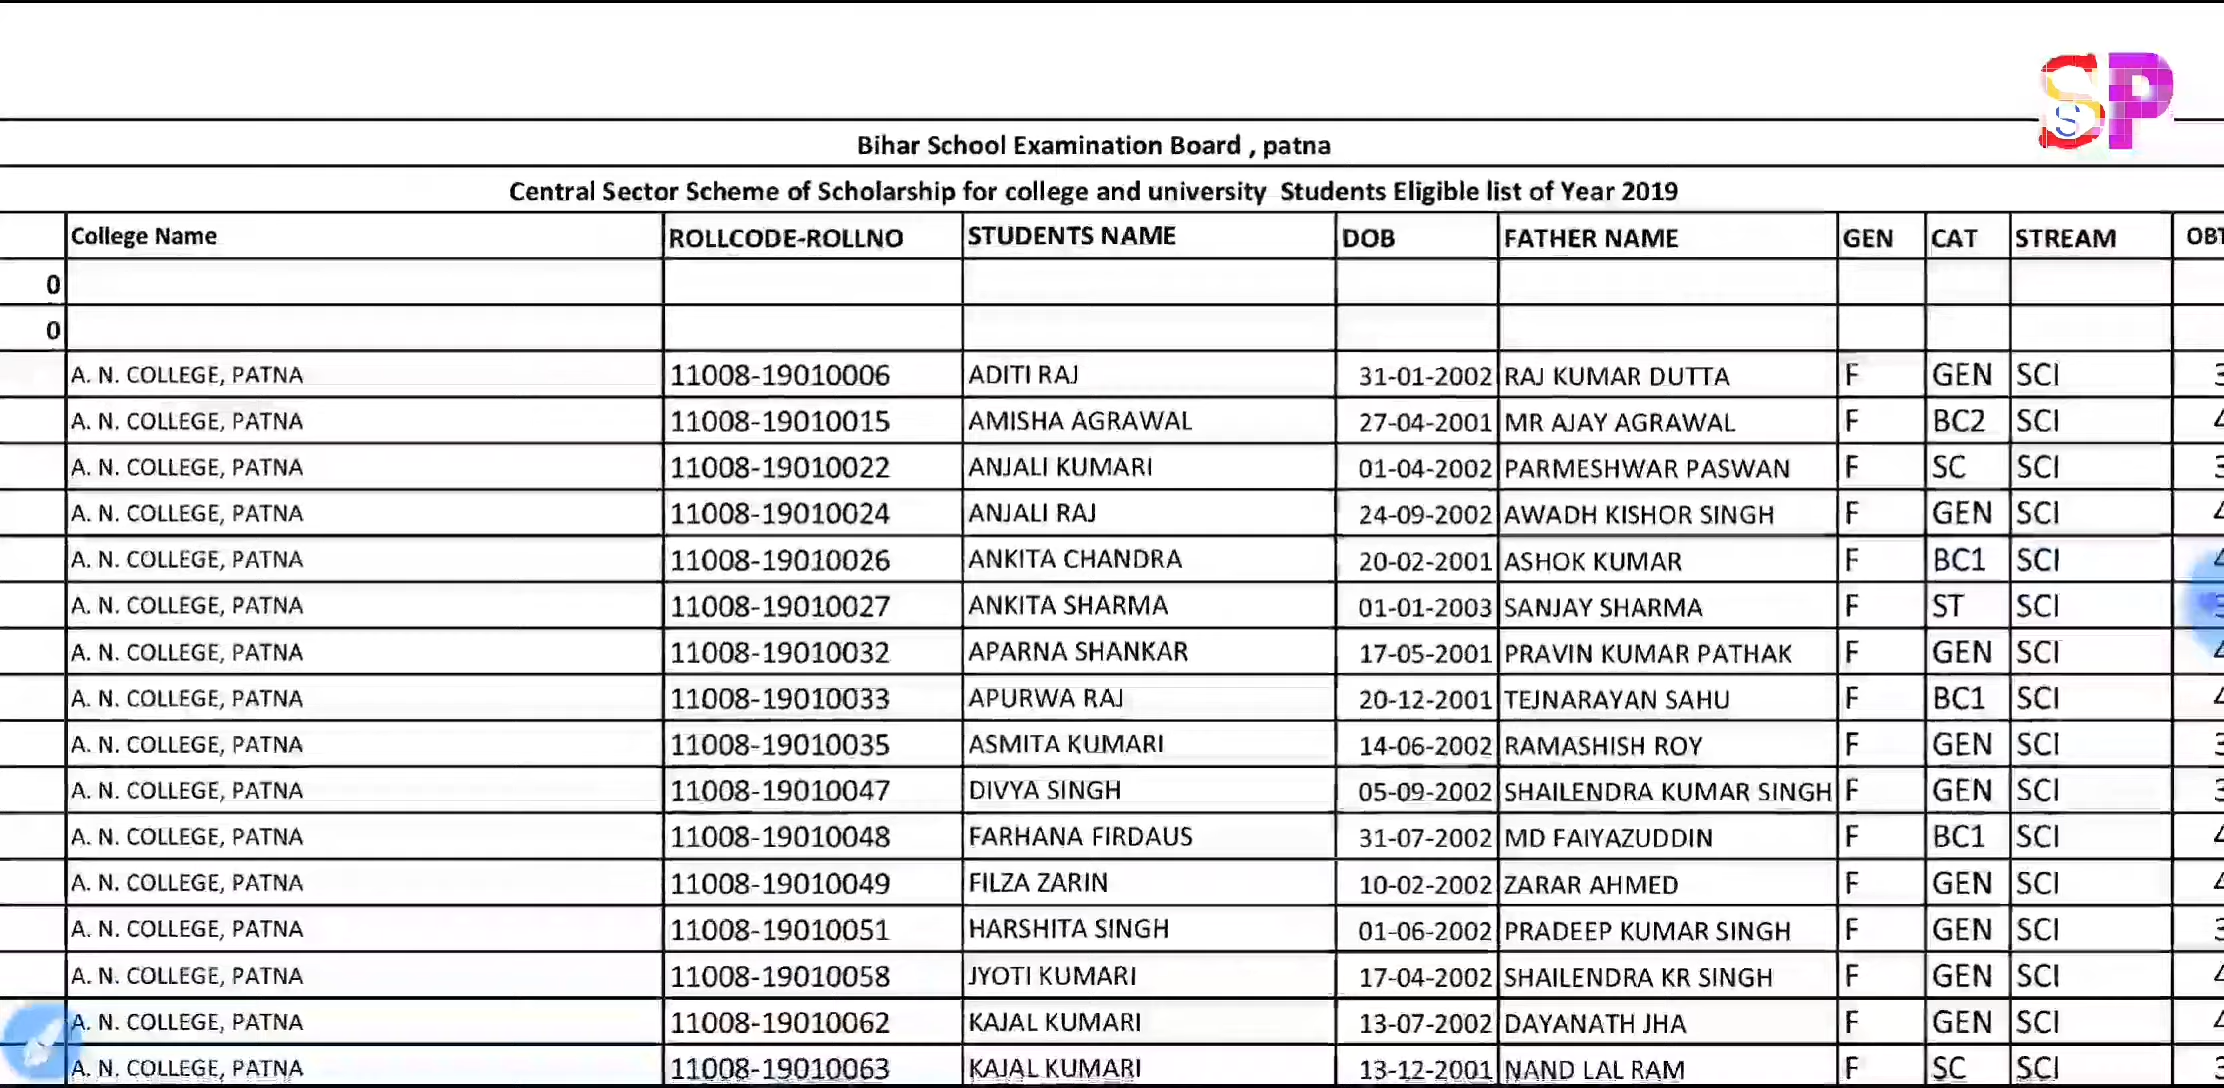 SP
S
Bihar School Examination Board , patna
Central Sector Scheme of Scholarship for college and university Students Eligible list of Year 2019
College Name ROLLCODE-ROLLNO STUDENTS NAME DOB FATHER NAME GEN CAT STREAM OBT
0
0
A. N. COLLEGE, PATNA 11008-19010006 ADITI RAJ 31-01-2002 RAJ KUMAR DUTTA F GEN SCI
A. N. COLLEGE, PATNA 11008-19010015 AMISHA AGRAWAL 27-04-2001 MR AJAY AGRAWAL F BC2 SCI
A. N. COLLEGE, PATNA 11008-19010022 ANJALI KUMARI 01-04-2002 PARMESHWAR PASWAN F SC SCI
A. N. COLLEGE, PATNA 11008-19010024 ANJALI RAJ 24-09-2002 AWADH KISHOR SINGH F GEN SCI
A. N. COLLEGE, PATNA 11008-19010026 ANKITA CHANDRA 20-02-2001 ASHOK KUMAR F BC1 SCI
A. N. COLLEGE, PATNA 11008-19010027 ANKITA SHARMA 01-01-2003 SANJAY SHARMA F ST SCI
A. N. COLLEGE, PATNA 11008-19010032 APARNA SHANKAR 17-05-2001 PRAVIN KUMAR PATHAK F GEN SCI
A. N. COLLEGE, PATNA 11008-19010033 APURWA RAJ 20-12-2001 TEJNARAYAN SAHU F BC1 SCI
A. N. COLLEGE, PATNA 11008-19010035 ASMITA KUMARI 14-06-2002 RAMASHISH ROY F GEN SCI
A. N. COLLEGE, PATNA 11008-19010047 DIVYA SINGH 05-09-2002 SHAILENDRA KUMAR SINGH F GEN SCI
A. N. COLLEGE, PATNA 11008-19010048 FARHANA FIRDAUS 31-07-2002 MD FAIYAZUDDIN F BC1 SCI
A. N. COLLEGE, PATNA 11008-19010049 FILZA ZARIN 10-02-2002 ZARAR AHMED F GEN SCI
A. N. COLLEGE, PATNA 11008-19010051 HARSHITA SINGH 01-06-2002 PRADEEP KUMAR SINGH F GEN SCI
A. N. COLLEGE, PATNA 11008-19010058 JYOTI KUMARI 17-04-2002 SHAILENDRA KR SINGH F GEN SCI
A. N. COLLEGE, PATNA 11008-19010062 KAJAL KUMARI 13-07-2002 DAYANATH JHA F GEN SCI
A. N. COLLEGE, PATNA 11008-19010063 KAJAL KUMARI 13-12-2001 NAND LAL RAM F SC SCI